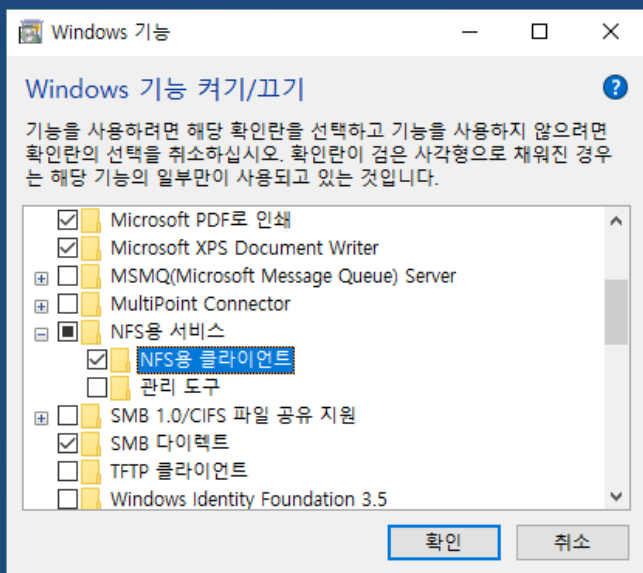 Windows 기능
Windows 기능 켜기/끄기
기능을 사용하려면 해당 확인란을 선택하고 기능을 사용하지 않으려면
확인란의 선택을 취소하십시오. 확인란이 검은 사각형으로 채워진 경우
는 해당 기능의 일부만이 사용되고 있는 것입니다.
Microsoft PDF로 인쇄
Microsoft XPS Document Writer
MSMQ(Microsoft Message Queue) Server
MultiPoint Connector
NFS용 서비스
NFS용 클라이언트
관리 도구
SMB 1.0/CIFS 파일 공유 지원
SMB 다이렉트
TFTP 클라이언트
Windows Identity Foundation 3.5
확인 취소